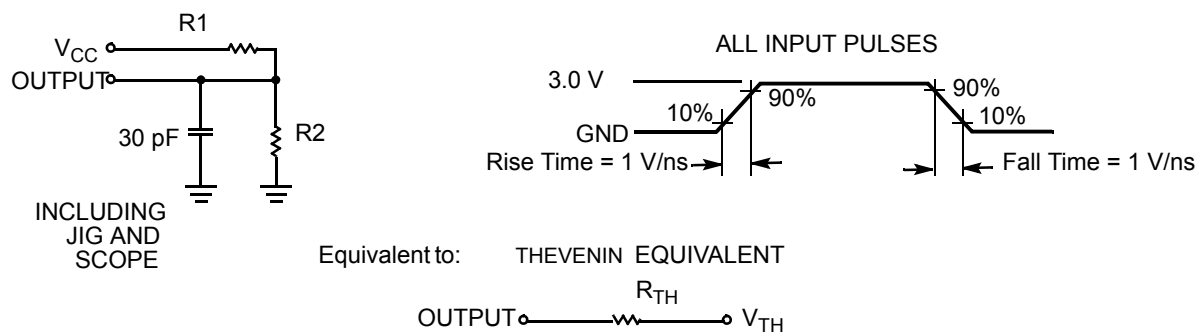 R1
V_CC
OUTPUT
30 pF
R2
INCLUDING
JIG AND
SCOPE
ALL INPUT PULSES
3.0 V
90%
90%
10%
10%
GND
Rise Time = 1 V/ns
Fall Time = 1 V/ns
Equivalent to: THEVENIN EQUIVALENT
R_TH
OUTPUT V_TH